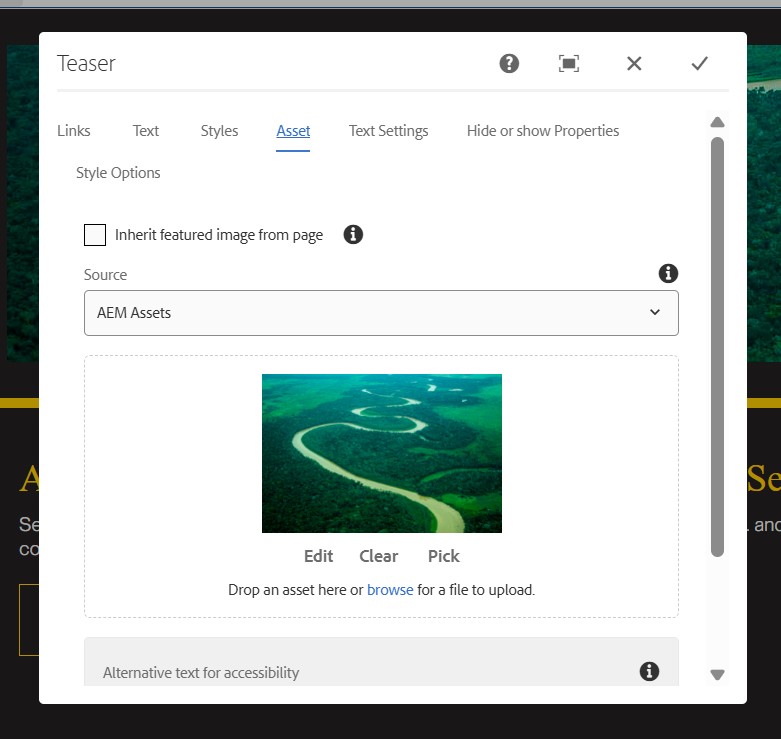 Teaser
Links Text Styles Asset Text Settings Hide or show Properties
Style Options
Inherit featured image from page
Source
AEM Assets
Edit Clear Pick
Drop an asset here or browse for a file to upload.
Alternative text for accessibility